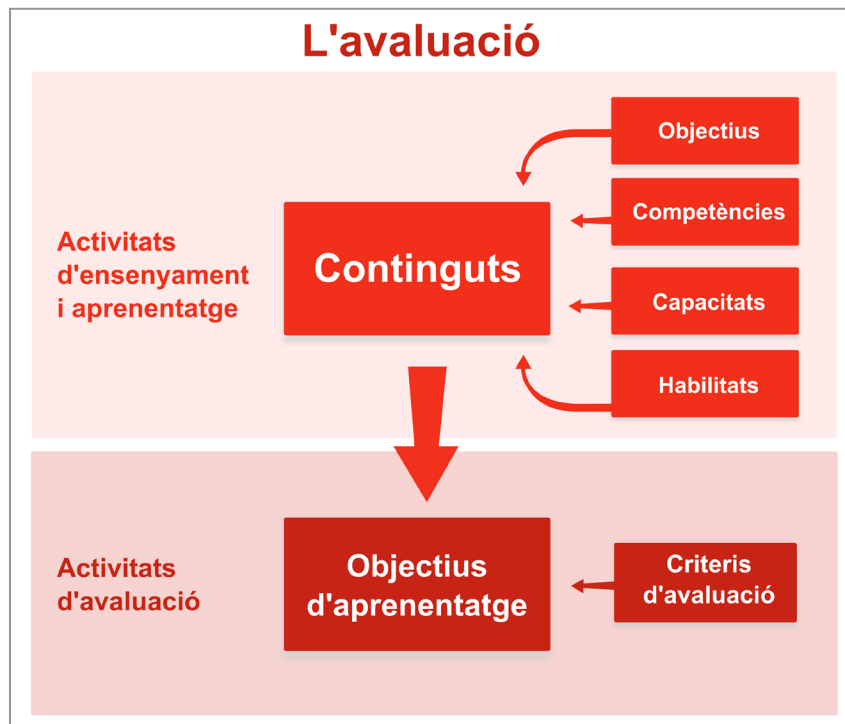 L'avaluació
Activitats
d'ensenyament
i aprenentatge
Continguts
Objectius
Competències
Capacitats
Habilitats
Activitats
d'avaluació
Objectius
d'aprenentatge
Criteris
d'avaluació